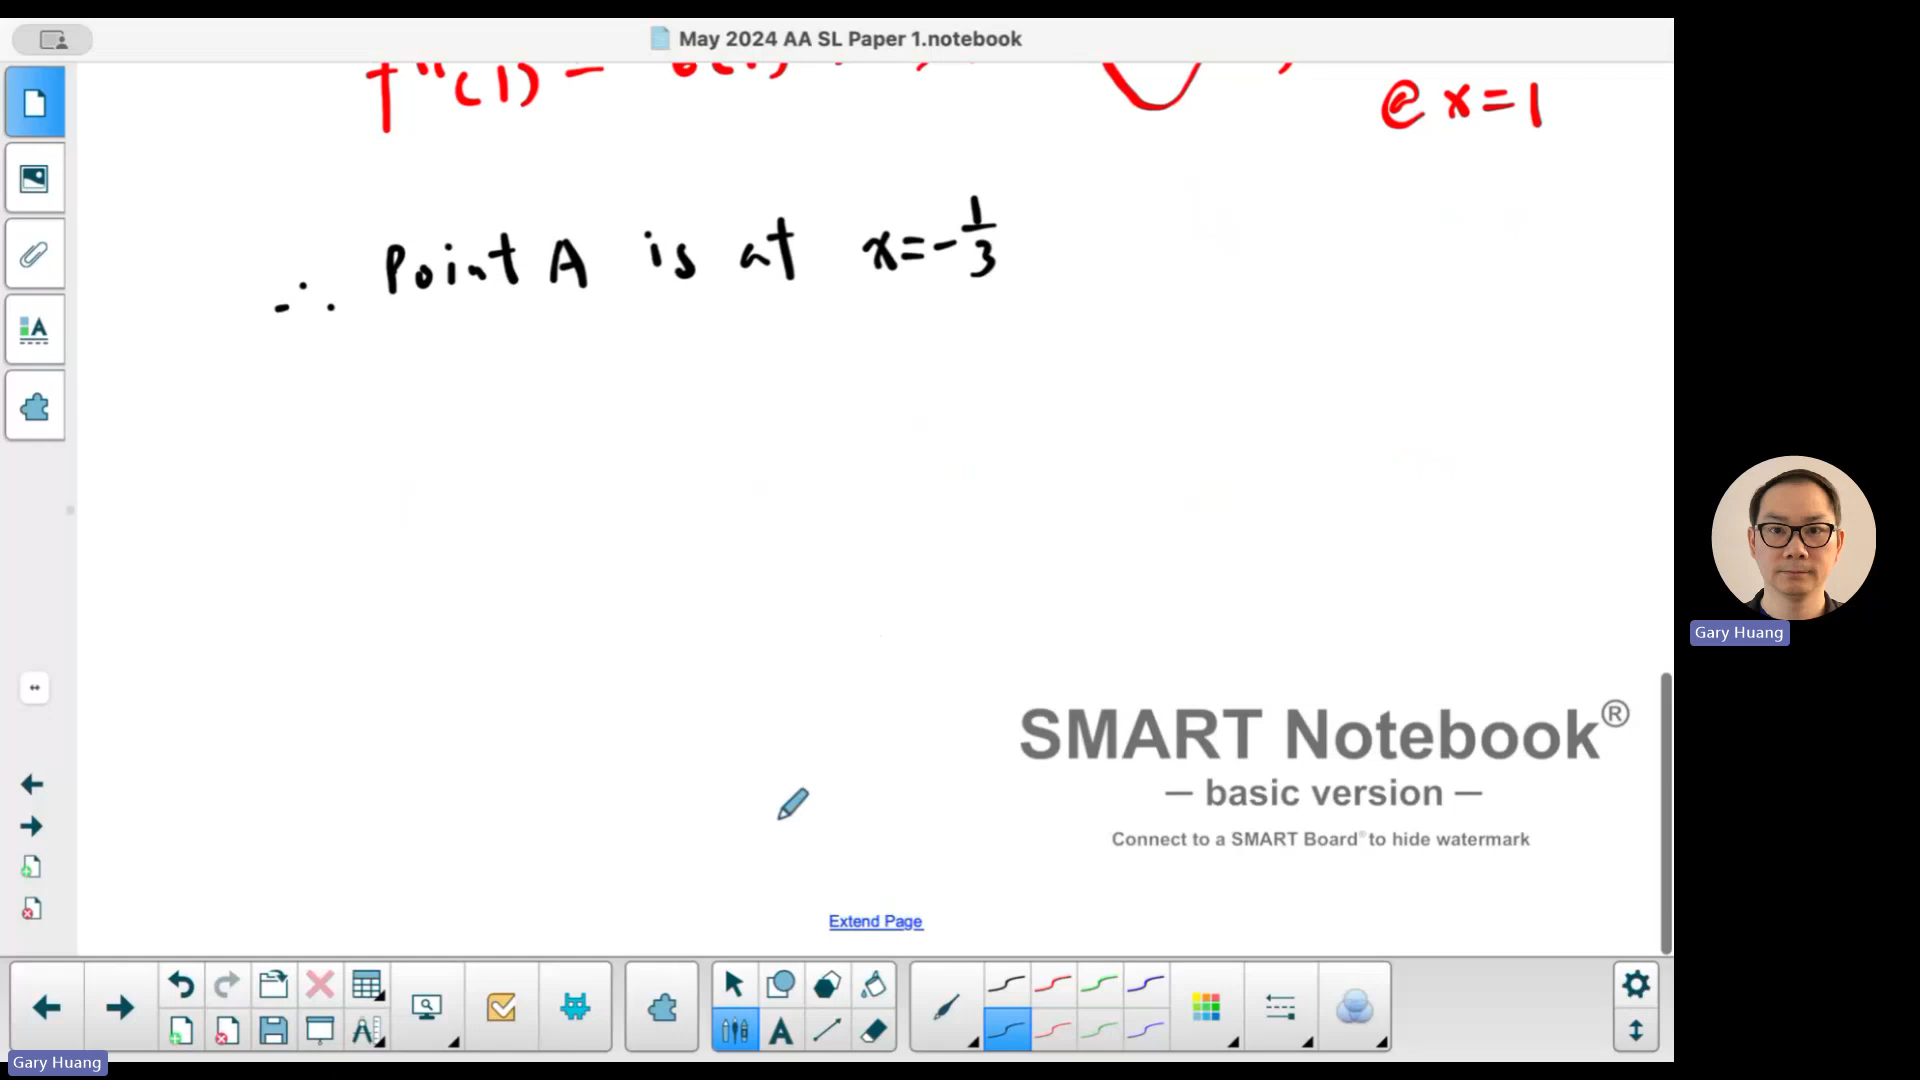 May 2024 AA SL Paper 1.notebook
f"(1) =
@ x=1
∴ Point A is at x=-1/3
SMART Notebook®
— basic version —
Connect to a SMART Board® to hide watermark
Extend Page
Gary Huang
Gary Huang